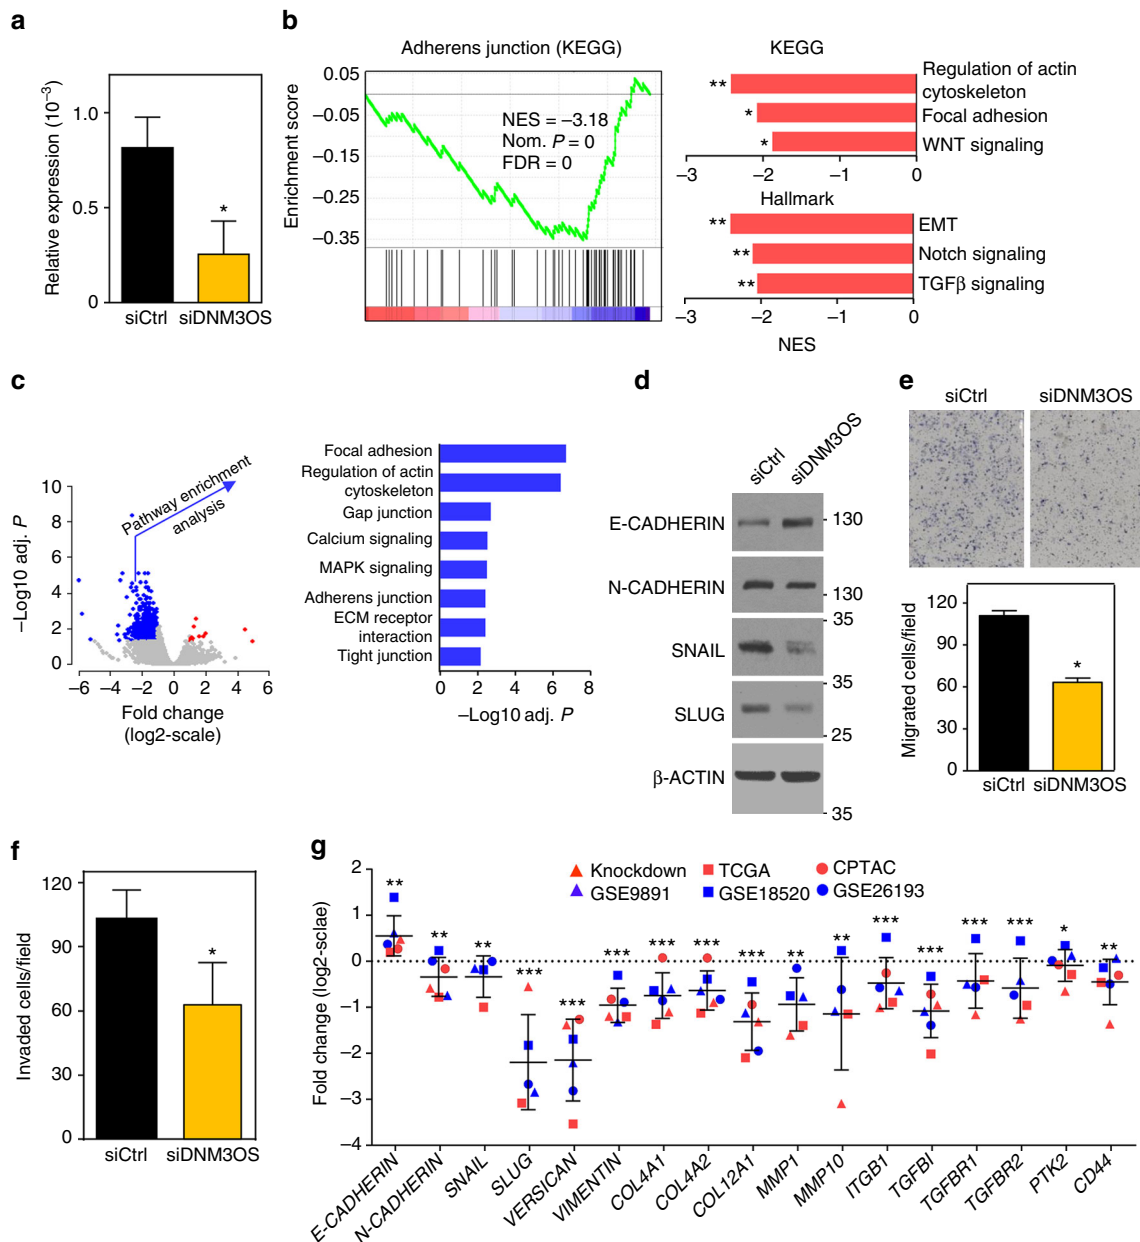 a
Relative expression (10⁻³)
1.0
0.5
0
*
siCtrl
siDNM3OS
b
Adherens junction (KEGG)
Enrichment score
0.05
−0.05
−0.15
−0.25
−0.35
NES = −3.18
Nom. P = 0
FDR = 0
KEGG
** Regulation of actin
cytoskeleton
* Focal adhesion
* WNT signaling
−3 −2 −1 0
Hallmark
** EMT
** Notch signaling
** TGFβ signaling
−3 −2 −1 0
NES
c
−Log10 adj. P
10
8
6
4
2
0
Pathway enrichment
analysis
−6 −4 −2 0 2 4 6
Fold change
(log2-scale)
Focal adhesion
Regulation of actin
cytoskeleton
Gap junction
Calcium signaling
MAPK signaling
Adherens junction
ECM receptor
interaction
Tight junction
0 2 4 6 8
−Log10 adj. P
d
siCtrl
siDNM3OS
E-CADHERIN
130
N-CADHERIN
130
35
SNAIL
35
SLUG
25
β-ACTIN
35
e
siCtrl siDNM3OS
Migrated cells/field
120
90
60
30
0
*
siCtrl siDNM3OS
f
Invaded cells/field
120
90
60
30
0
*
siCtrl siDNM3OS
g
Fold change (log2-sclae)
2
1
0
−1
−2
−3
−4
Knockdown TCGA CPTAC
GSE9891 GSE18520 GSE26193
** ** ** *** *** *** *** *** *** ** ** *** *** *** *** * **
E-CADHERIN
N-CADHERIN
SNAIL
SLUG
VERSICAN
VIMENTIN
COL4A1
COL4A2
COL12A1
MMP1
MMP10
ITGB1
TGFBI
TGFBR1
TGFBR2
PTK2
CD44